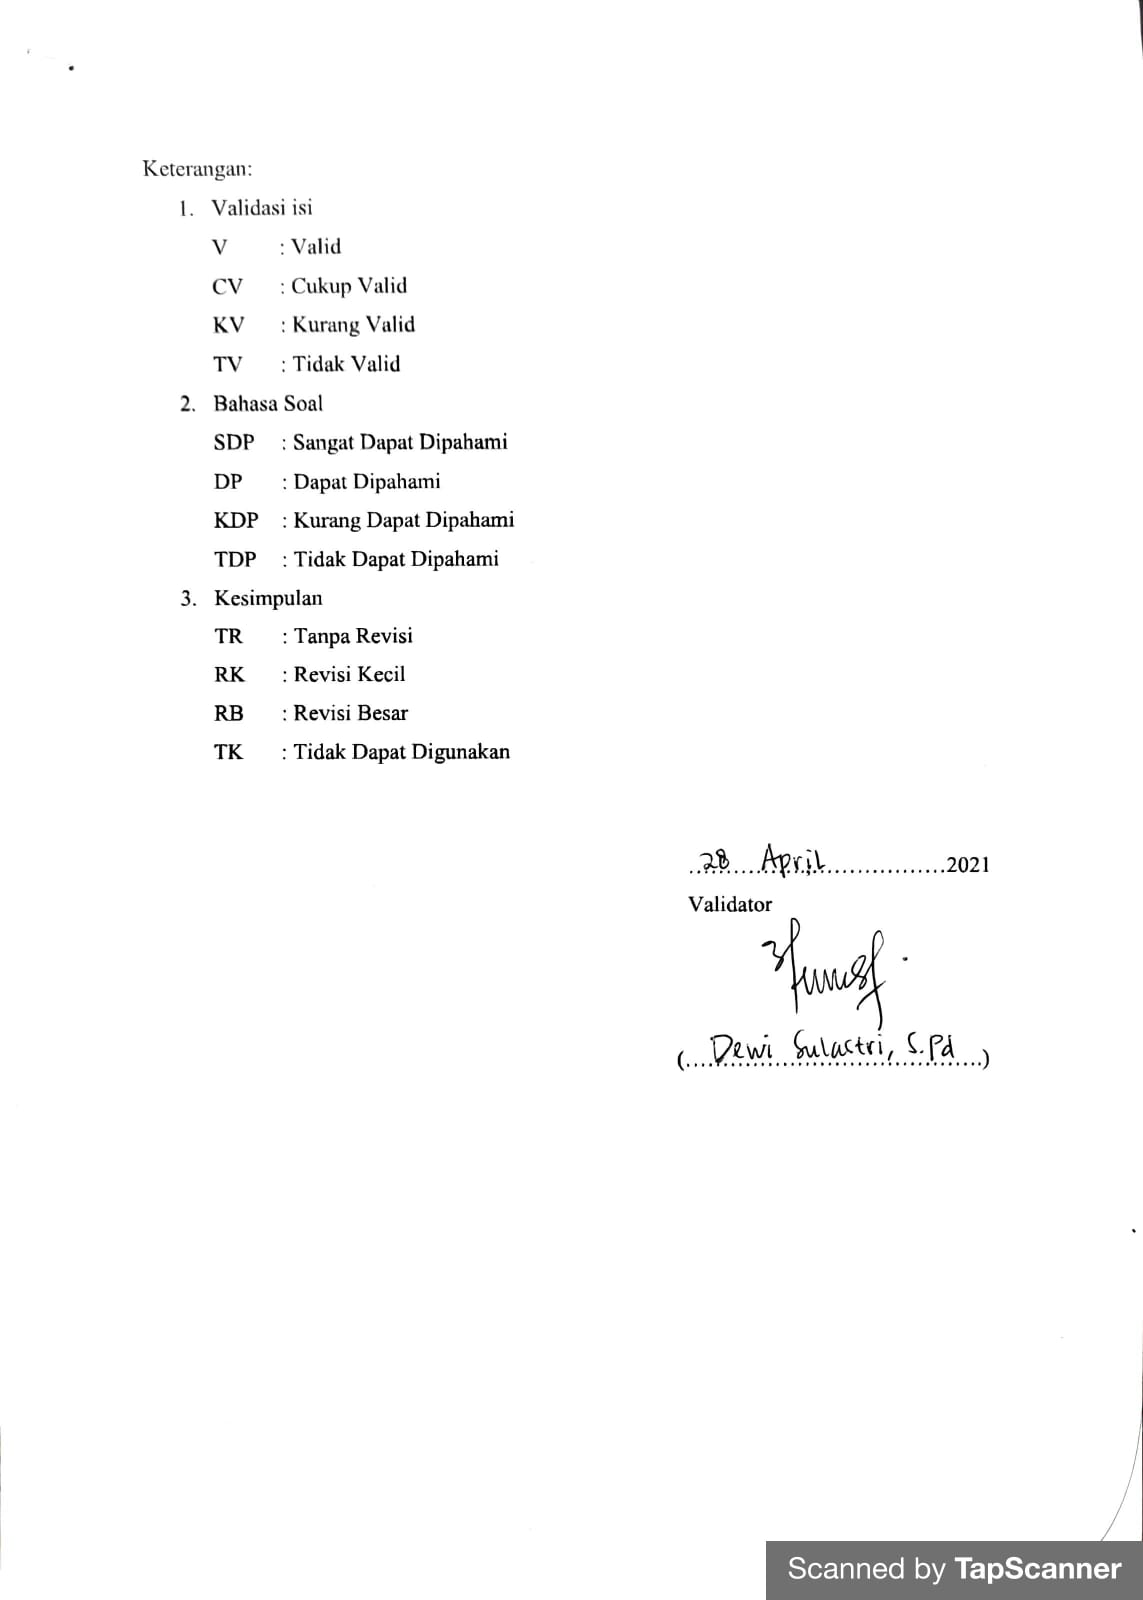 Keterangan:
1. Validasi isi
V : Valid
CV : Cukup Valid
KV : Kurang Valid
TV : Tidak Valid
2. Bahasa Soal
SDP : Sangat Dapat Dipahami
DP : Dapat Dipahami
KDP : Kurang Dapat Dipahami
TDP : Tidak Dapat Dipahami
3. Kesimpulan
TR : Tanpa Revisi
RK : Revisi Kecil
RB : Revisi Besar
TK : Tidak Dapat Digunakan
28 April 2021
Validator
(Dewi Sulastri, S.Pd)
Scanned by TapScanner